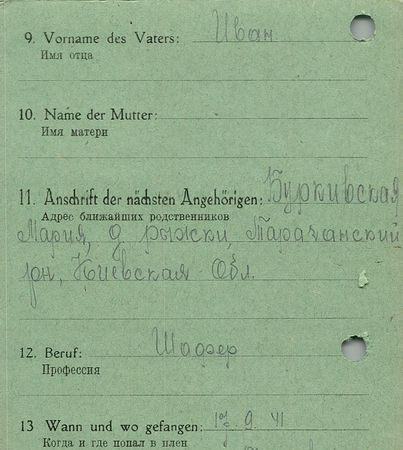 9. Vorname des Vaters: Иван
Имя отца
10. Name der Mutter:
Имя матери
11. Anschrift der nächsten Angehörigen: Буркивская
Адрес ближайших родственников
Мария, д рыжки, Таращанский
рн, Киевская Обл.
12. Beruf: Шофер
Профессия
13 Wann und wo gefangen: 17. 9. 41
Когда и где попал в плен